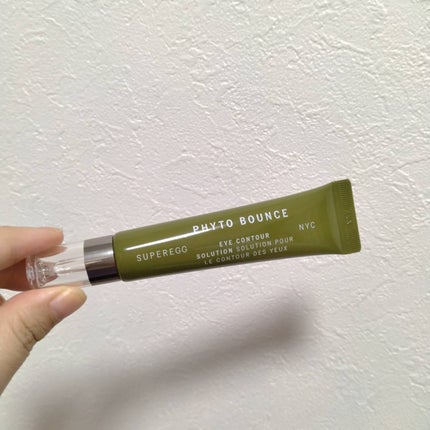 PHYTO BOUNCE
SUPEREGG
NYC
EYE CONTOUR
SOLUTION SOLUTION POUR
LE CONTOUR DES YEUX